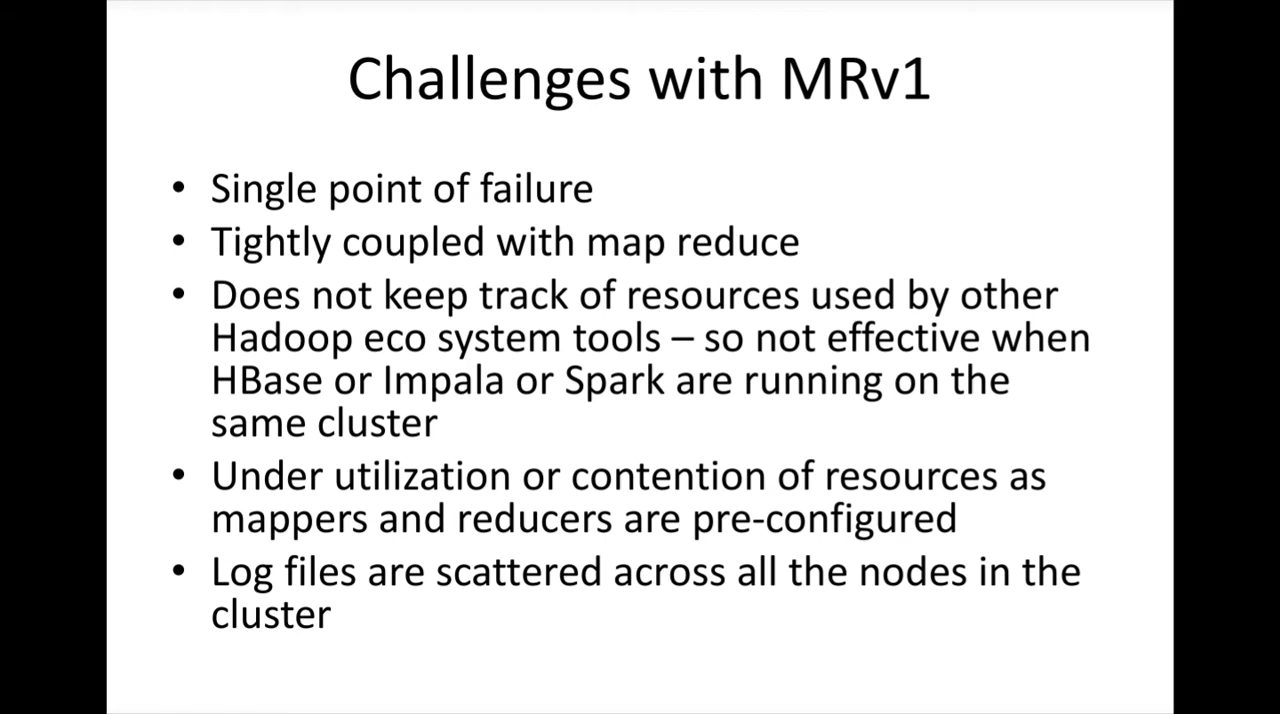 Challenges with MRv1
• Single point of failure
• Tightly coupled with map reduce
• Does not keep track of resources used by other
Hadoop eco system tools – so not effective when
HBase or Impala or Spark are running on the
same cluster
• Under utilization or contention of resources as
mappers and reducers are pre-configured
• Log files are scattered across all the nodes in the
cluster